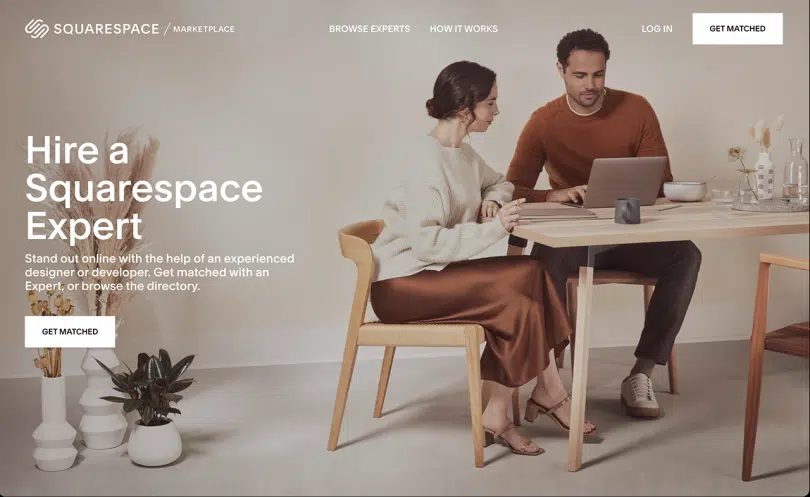 SQUARESPACE / MARKETPLACE
BROWSE EXPERTS
HOW IT WORKS
LOG IN
GET MATCHED
Hire a
Squarespace
Expert
Stand out online with the help of an experienced
designer or developer. Get matched with an
Expert, or browse the directory.
GET MATCHED